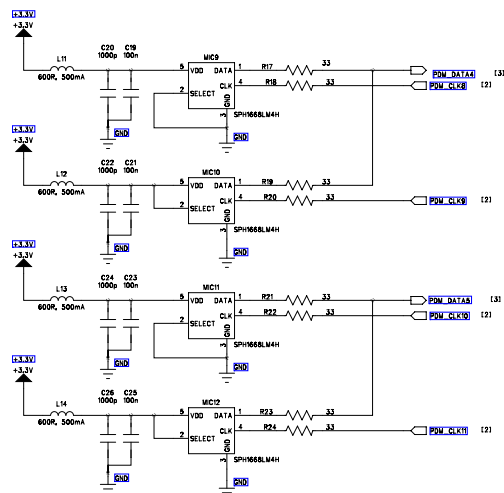 +3.3V
C20 C19
1000p 100n
MIC9
L11
600R, 500mA
5 VDD DATA 1 R17 33 PDM_DATA4 [3]
CLK 4 R18 33 PDM_CLK8 [2]
2 SELECT
GND
3
SPH1668LM4H
GND
GND
+3.3V
C22 C21
1000p 100n
MIC10
L12
600R, 500mA
5 VDD DATA 1 R19 33
CLK 4 R20 33 PDM_CLK9 [2]
2 SELECT
GND
3
SPH1668LM4H
GND
GND
+3.3V
C24 C23
1000p 100n
MIC11
L13
600R, 500mA
5 VDD DATA 1 R21 33 PDM_DATA5 [3]
CLK 4 R22 33 PDM_CLK10 [2]
2 SELECT
GND
3
SPH1668LM4H
GND
GND
+3.3V
C26 C25
1000p 100n
MIC12
L14
600R, 500mA
5 VDD DATA 1 R23 33
CLK 4 R24 33 PDM_CLK11 [2]
2 SELECT
GND
3
SPH1668LM4H
GND
GND